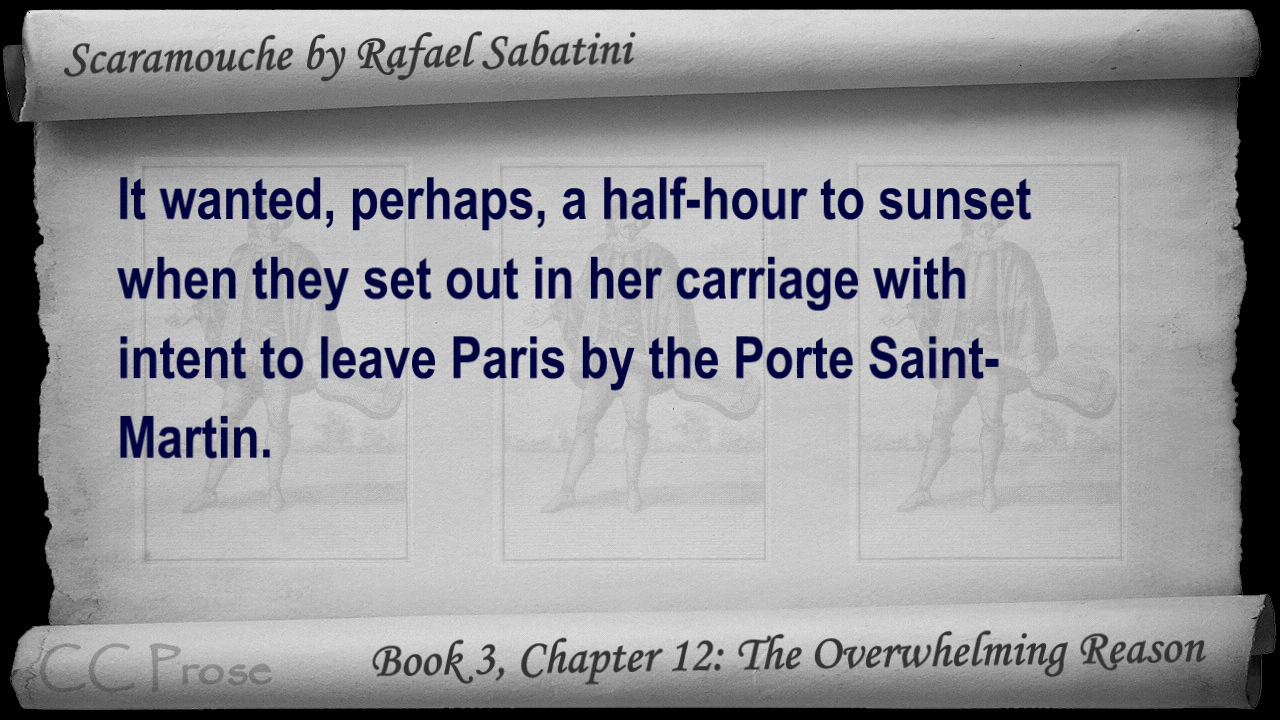 Scaramouche by Rafael Sabatini
It wanted, perhaps, a half-hour to sunset
when they set out in her carriage with
intent to leave Paris by the Porte Saint-
Martin.
CC Prose
Book 3, Chapter 12: The Overwhelming Reason